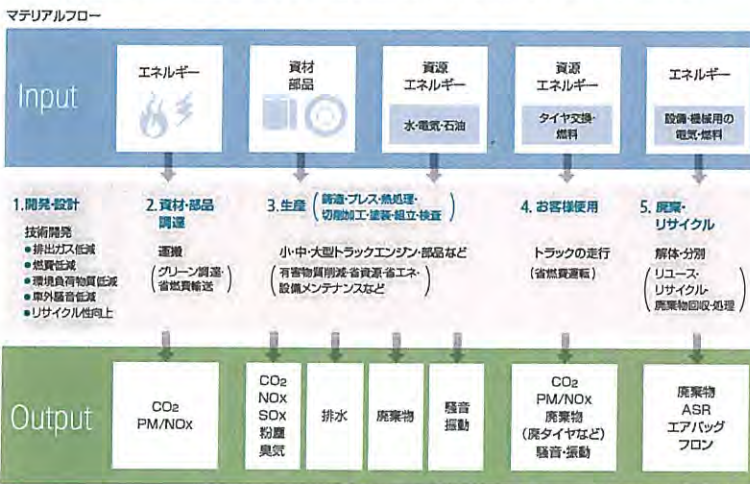 マテリアルフロー
Input
エネルギー
資材
部品
資源
エネルギー
水・電気・石油
資源
エネルギー
タイヤ交換・
燃料
エネルギー
設備・機械用の
電気・燃料
1.開発・設計
技術開発
●排出ガス低減
●燃費低減
●環境負荷物質低減
●車外騒音低減
●リサイクル性向上
2.資材・部品
調達
運搬
(グリーン調達・
省燃費輸送)
3.生産(鋳造・プレス・熱処理・
切削加工・塗装・組立・検査)
小・中・大型トラックエンジン・部品など
(有害物質削減・省資源・省エネ・
設備メンテナンスなど)
4. お客様使用
トラックの走行
(省燃費運転)
5. 廃棄・
リサイクル
解体・分別
(リユース・
リサイクル・
廃棄物回収・処理)
Output
CO2
PM/NOx
CO2
NOx
SOx
粉塵
臭気
排水
廃棄物
騒音
振動
CO2
PM/NOx
廃棄物
(廃タイヤなど)
騒音・振動
廃棄物
ASR
エアバッグ
フロン